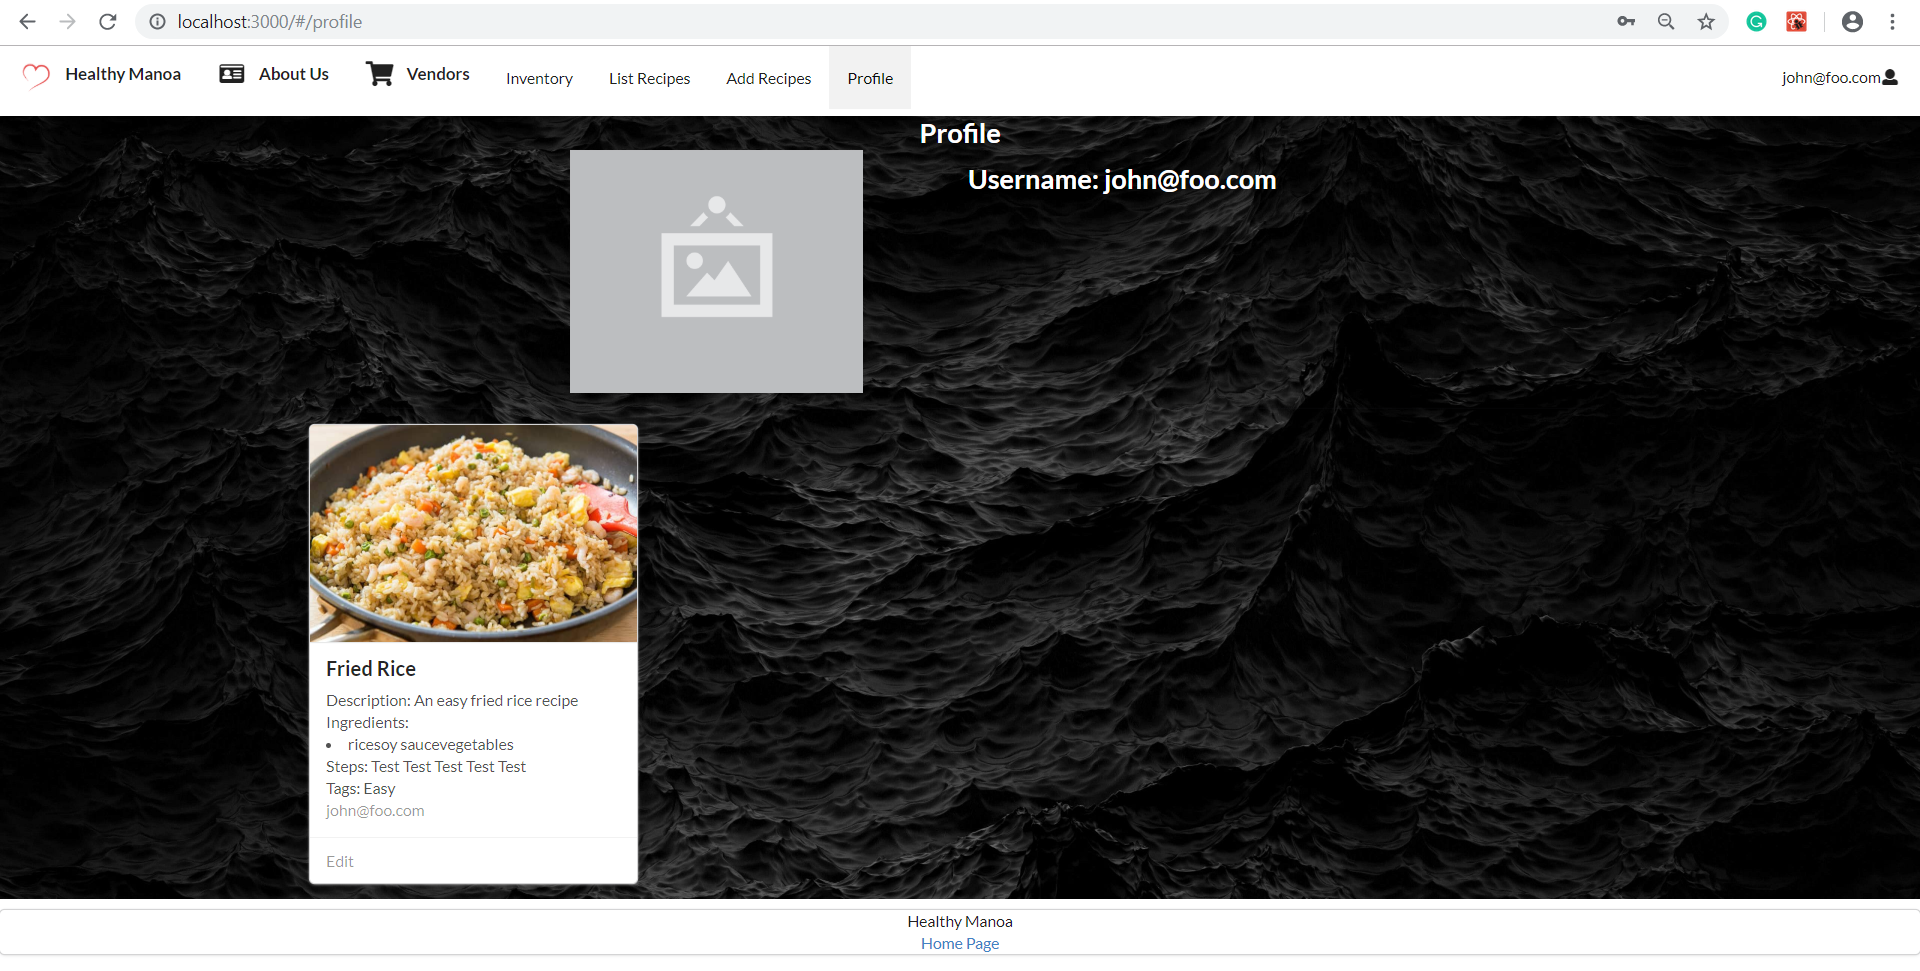 localhost:3000/#/profile
Healthy Manoa About Us Vendors Inventory List Recipes Add Recipes Profile john@foo.com
Profile
Username: john@foo.com
Fried Rice
Description: An easy fried rice recipe
Ingredients:
• ricesoy saucevegetables
Steps: Test Test Test Test Test
Tags: Easy
john@foo.com
Edit
Healthy Manoa
Home Page